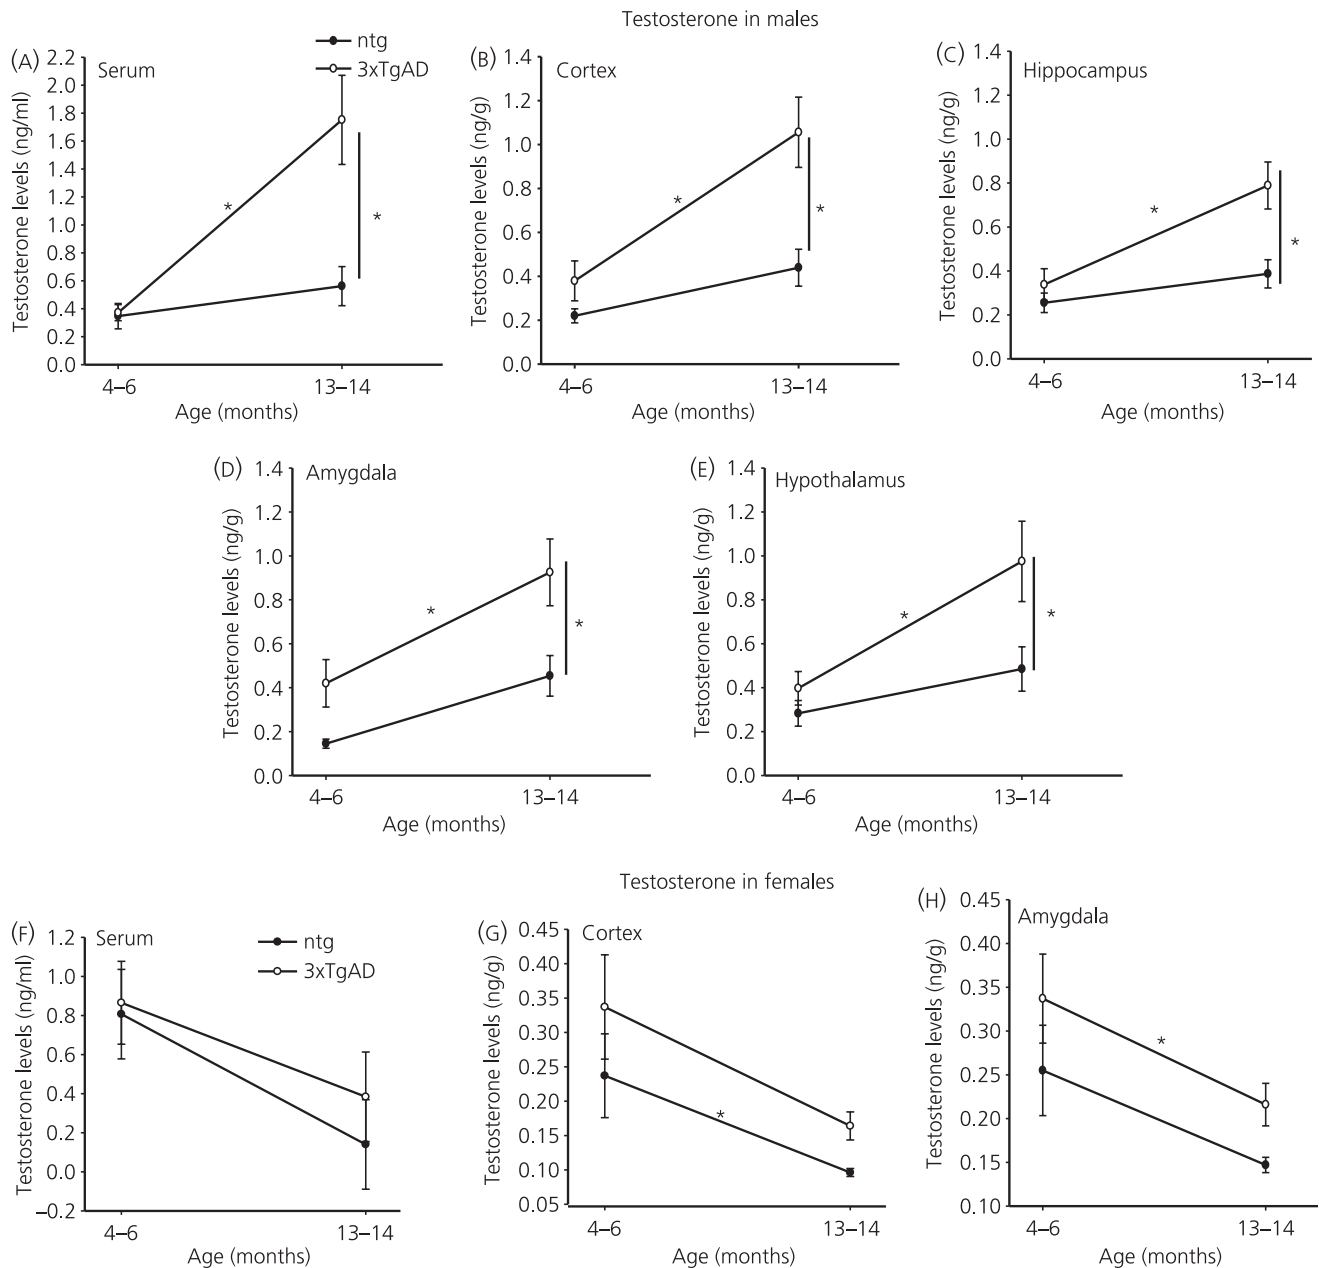 Testosterone in males
(A)
Serum
ntg
3xTgAD
Testosterone levels (ng/ml)
2.2
2.0
1.8
1.6
1.4
1.2
1.0
0.8
0.6
0.4
0.2
0.0
*
*
4–6
13–14
Age (months)
(B)
Cortex
Testosterone levels (ng/g)
1.4
1.2
1.0
0.8
0.6
0.4
0.2
0.0
*
*
4–6
13–14
Age (months)
(C)
Hippocampus
Testosterone levels (ng/g)
1.4
1.2
1.0
0.8
0.6
0.4
0.2
0.0
*
*
4–6
13–14
Age (months)
(D)
Amygdala
Testosterone levels (ng/g)
1.4
1.2
1.0
0.8
0.6
0.4
0.2
0.0
*
*
4–6
13–14
Age (months)
(E)
Hypothalamus
Testosterone levels (ng/g)
1.4
1.2
1.0
0.8
0.6
0.4
0.2
0.0
*
*
4–6
13–14
Age (months)
Testosterone in females
(F)
Serum
ntg
3xTgAD
Testosterone levels (ng/ml)
1.2
1.0
0.8
0.6
0.4
0.2
0.0
–0.2
4–6
13–14
Age (months)
(G)
Cortex
Testosterone levels (ng/g)
0.45
0.40
0.35
0.30
0.25
0.20
0.15
0.10
0.05
*
4–6
13–14
Age (months)
(H)
Amygdala
Testosterone levels (ng/g)
0.45
0.40
0.35
0.30
0.25
0.20
0.15
0.10
*
4–6
13–14
Age (months)